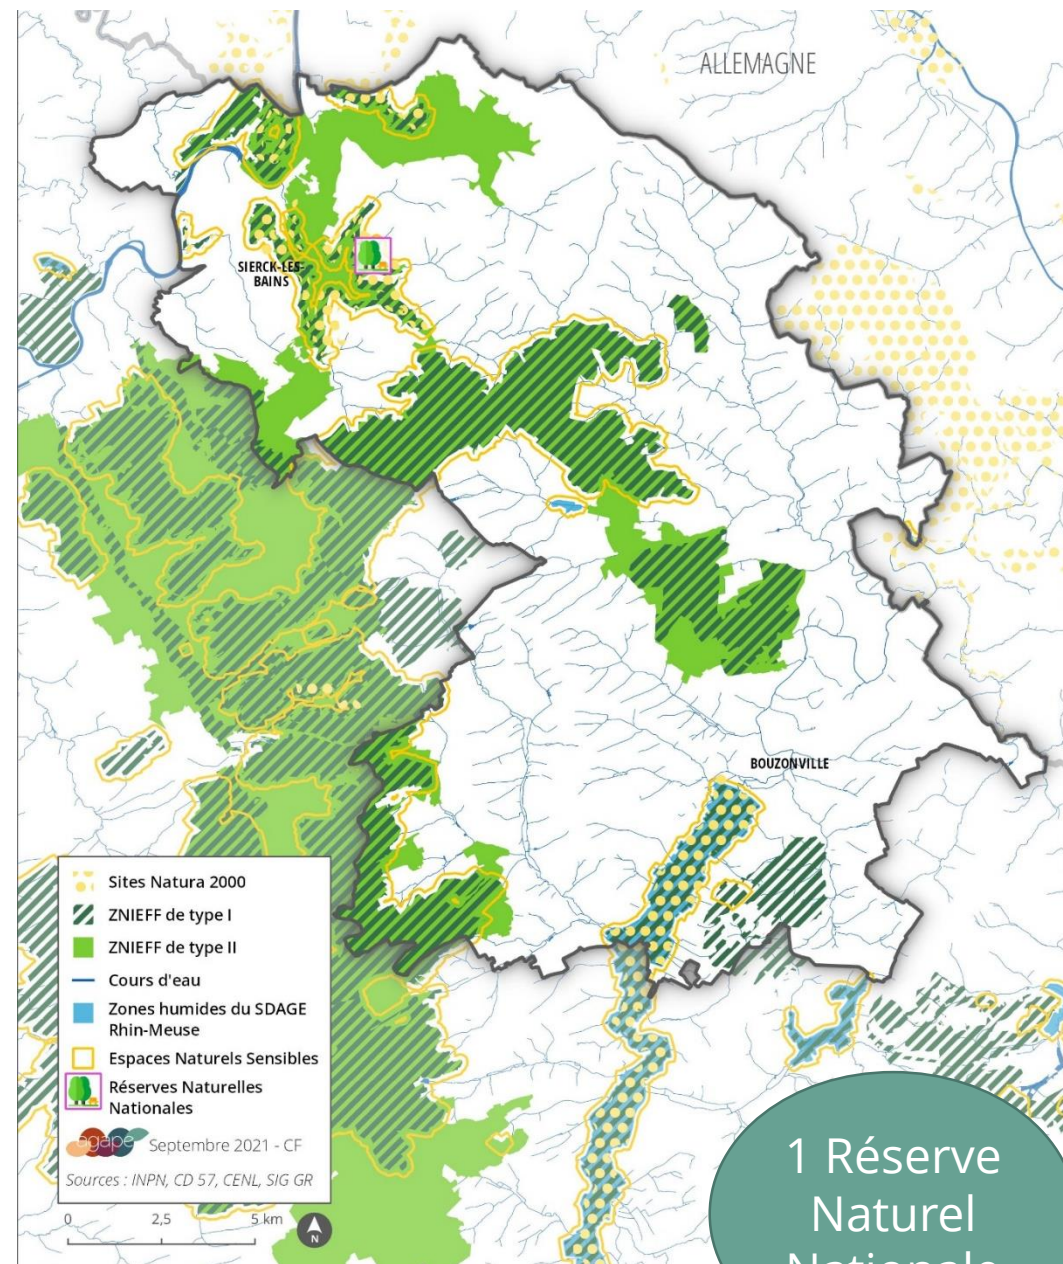 ALLEMAGNE
SIERCK-LES-
BAINS
BOUZONVILLE
Sites Natura 2000
ZNIEFF de type I
ZNIEFF de type II
Cours d'eau
Zones humides du SDAGE
Rhin-Meuse
Espaces Naturels Sensibles
Réserves Naturelles
Nationales
agape Septembre 2021 - CF
Sources : INPN, CD 57, CENL, SIG GR
0 2,5 5 km
N
1 Réserve
Naturel
Nationale